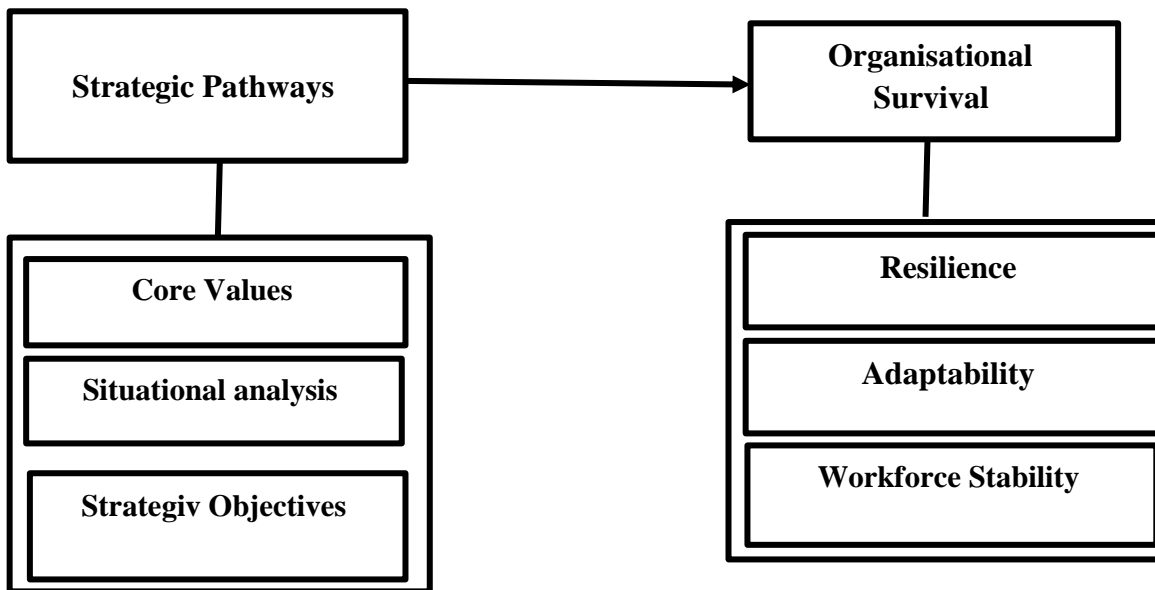 Strategic Pathways
Organisational
Survival
Core Values
Situational analysis
Strategiv Objectives
Resilience
Adaptability
Workforce Stability